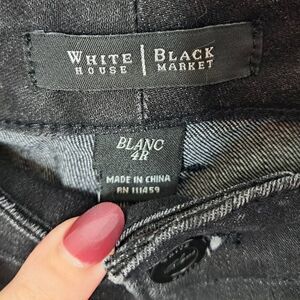 WHITE | BLACK
HOUSE | MARKET
BLANC
4R
MADE IN CHINA
RN 111459